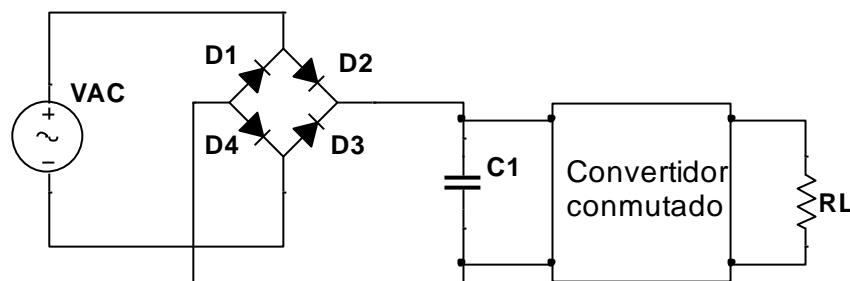 D1
D2
VAC
D4
D3
C1
Convertidor
conmutado
RL